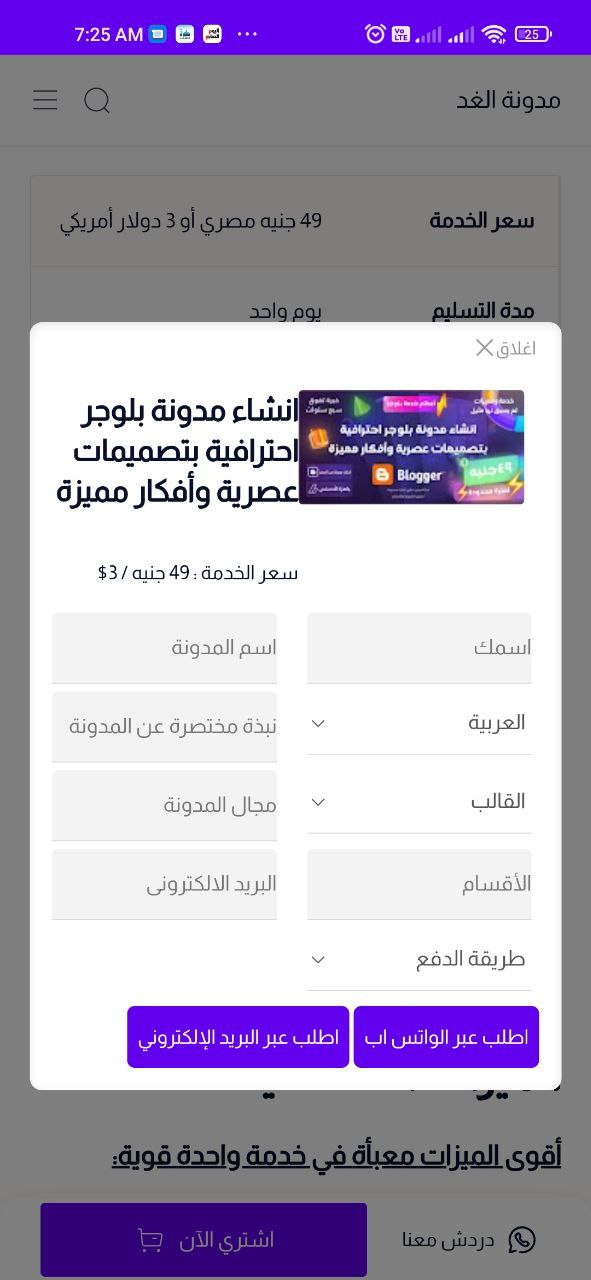 7:25 AM
Vo LTE
25
مدونة الغد
سعر الخدمة
49 جنيه مصري أو 3 دولار أمريكي
مدة التسليم
يوم واحد
اغلاق
انشاء مدونة بلوجر
احترافية بتصميمات
عصرية وأفكار مميزة
انشاء مدونة بلوجر احترافية
بتصميمات عصرية وأفكار مميزة
Blogger
٤٩جنيه
سعر الخدمة : 49 جنيه / 3$
اسمك
اسم المدونة
العربية
نبذة مختصرة عن المدونة
القالب
مجال المدونة
الأقسام
البريد الالكترونى
طريقة الدفع
اطلب عبر الواتس اب
اطلب عبر البريد الإلكتروني
أقوى الميزات معبأة في خدمة واحدة قوية:
دردش معنا
اشتري الآن